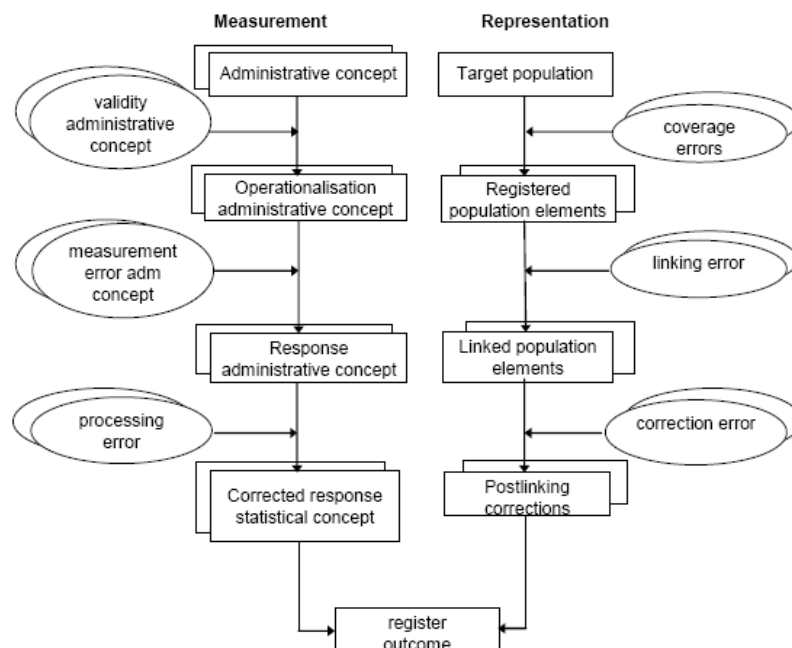 Measurement
Representation
Administrative concept
Target population
validity
administrative
concept
coverage
errors
Operationalisation
administrative concept
Registered
population elements
measurement
error adm
concept
linking error
Response
administrative concept
Linked population
elements
processing
error
correction error
Corrected response
statistical concept
Postlinking
corrections
register
outcome